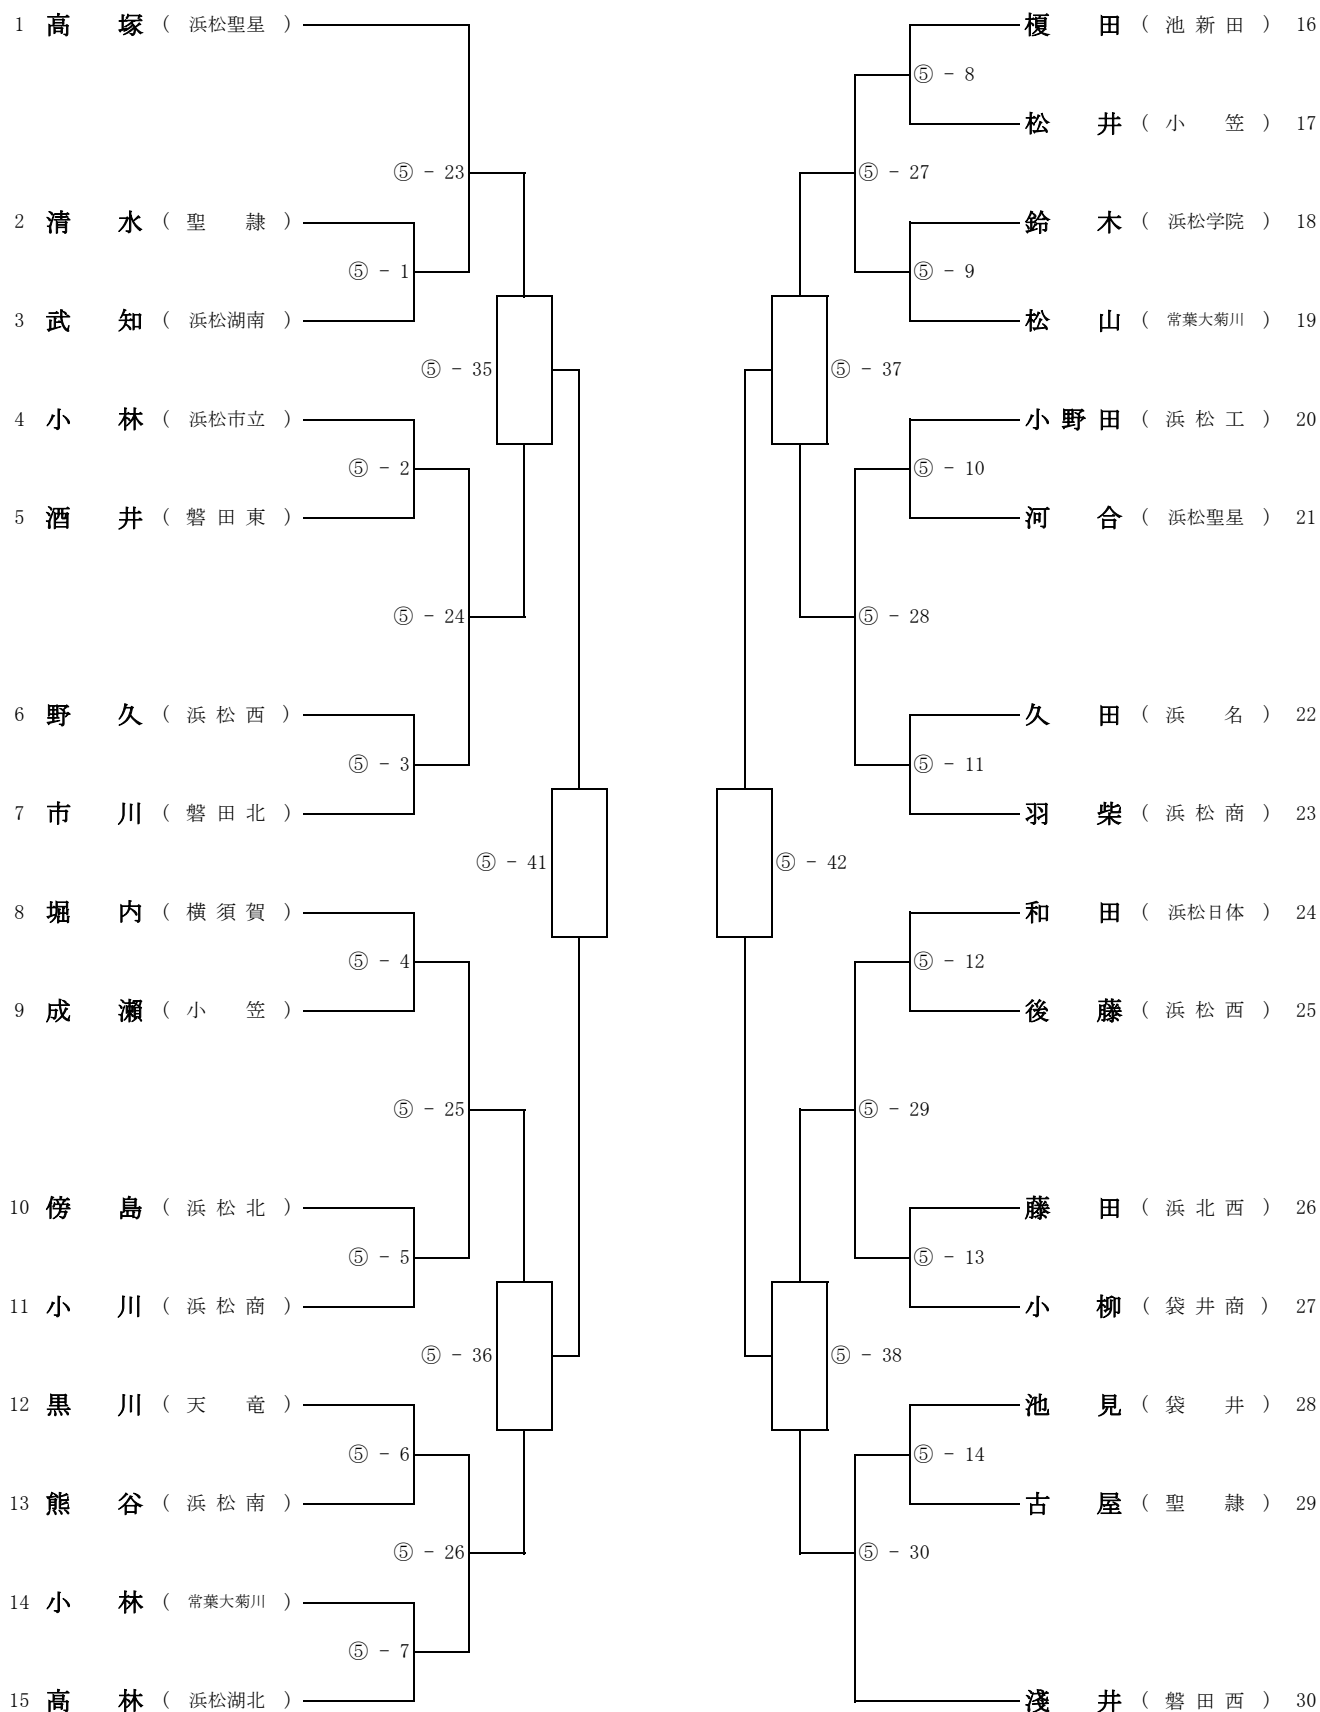 1 高 塚 ( 浜松聖星 )
榎 田 ( 池 新 田 ) 16
⑤ - 8
松 井 ( 小 笠 ) 17
⑤ - 23
⑤ - 27
2 清 水 ( 聖 隷 )
鈴 木 ( 浜松学院 ) 18
⑤ - 1
⑤ - 9
3 武 知 ( 浜松湖南 )
松 山 ( 常葉大菊川 ) 19
⑤ - 35
⑤ - 37
4 小 林 ( 浜松市立 )
小 野 田 ( 浜 松 工 ) 20
⑤ - 2
⑤ - 10
5 酒 井 ( 磐 田 東 )
河 合 ( 浜松聖星 ) 21
⑤ - 24
⑤ - 28
6 野 久 ( 浜 松 西 )
久 田 ( 浜 名 ) 22
⑤ - 3
⑤ - 11
7 市 川 ( 磐 田 北 )
羽 柴 ( 浜 松 商 ) 23
⑤ - 41
⑤ - 42
8 堀 内 ( 横 須 賀 )
和 田 ( 浜松日体 ) 24
⑤ - 4
⑤ - 12
9 成 瀬 ( 小 笠 )
後 藤 ( 浜 松 西 ) 25
⑤ - 25
⑤ - 29
10 傍 島 ( 浜 松 北 )
藤 田 ( 浜 北 西 ) 26
⑤ - 5
⑤ - 13
11 小 川 ( 浜 松 商 )
小 柳 ( 袋 井 商 ) 27
⑤ - 36
⑤ - 38
12 黒 川 ( 天 竜 )
池 見 ( 袋 井 ) 28
⑤ - 6
⑤ - 14
13 熊 谷 ( 浜 松 南 )
古 屋 ( 聖 隷 ) 29
⑤ - 26
⑤ - 30
14 小 林 ( 常葉大菊川 )
⑤ - 7
15 高 林 ( 浜松湖北 )
淺 井 ( 磐 田 西 ) 30